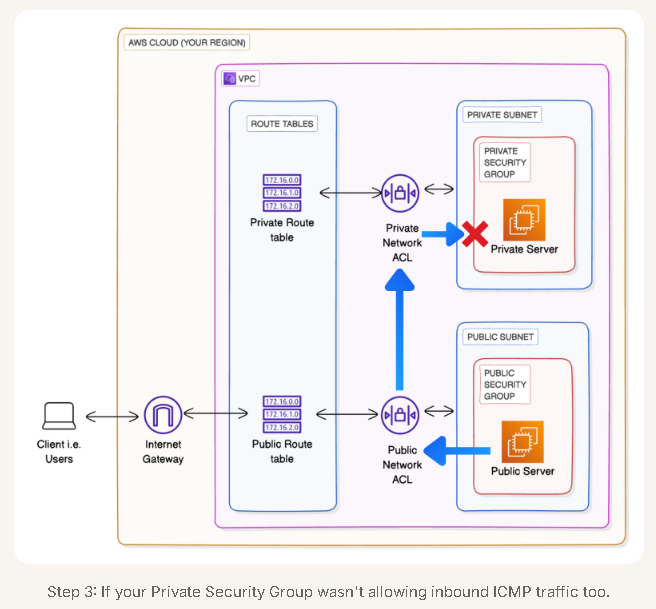 AWS CLOUD (YOUR REGION)
VPC
ROUTE TABLES
172.16.0.0
172.16.1.0
172.16.2.0
Private Route
table
Private
Network
ACL
PRIVATE SUBNET
PRIVATE
SECURITY
GROUP
Private Server
PUBLIC SUBNET
PUBLIC
SECURITY
GROUP
Public Server
Client i.e.
Users
Internet
Gateway
172.16.0.0
172.16.1.0
172.16.2.0
Public Route
table
Public
Network
ACL
Step 3: If your Private Security Group wasn't allowing inbound ICMP traffic too.